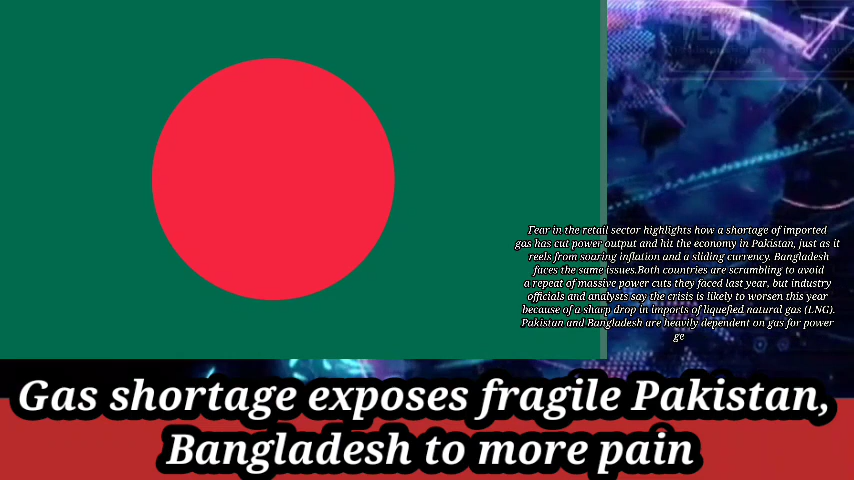 Fear in the retail sector highlights how a shortage of imported
gas has cut power output and hit the economy in Pakistan, just as it
reels from soaring inflation and a sliding currency. Bangladesh
faces the same issues.Both countries are scrambling to avoid
a repeat of massive power cuts they faced last year, but industry
officials and analysts say the crisis is likely to worsen this year
because of a sharp drop in imports of liquefied natural gas (LNG).
Pakistan and Bangladesh are heavily dependent on gas for power
ge
Gas shortage exposes fragile Pakistan,
Bangladesh to more pain